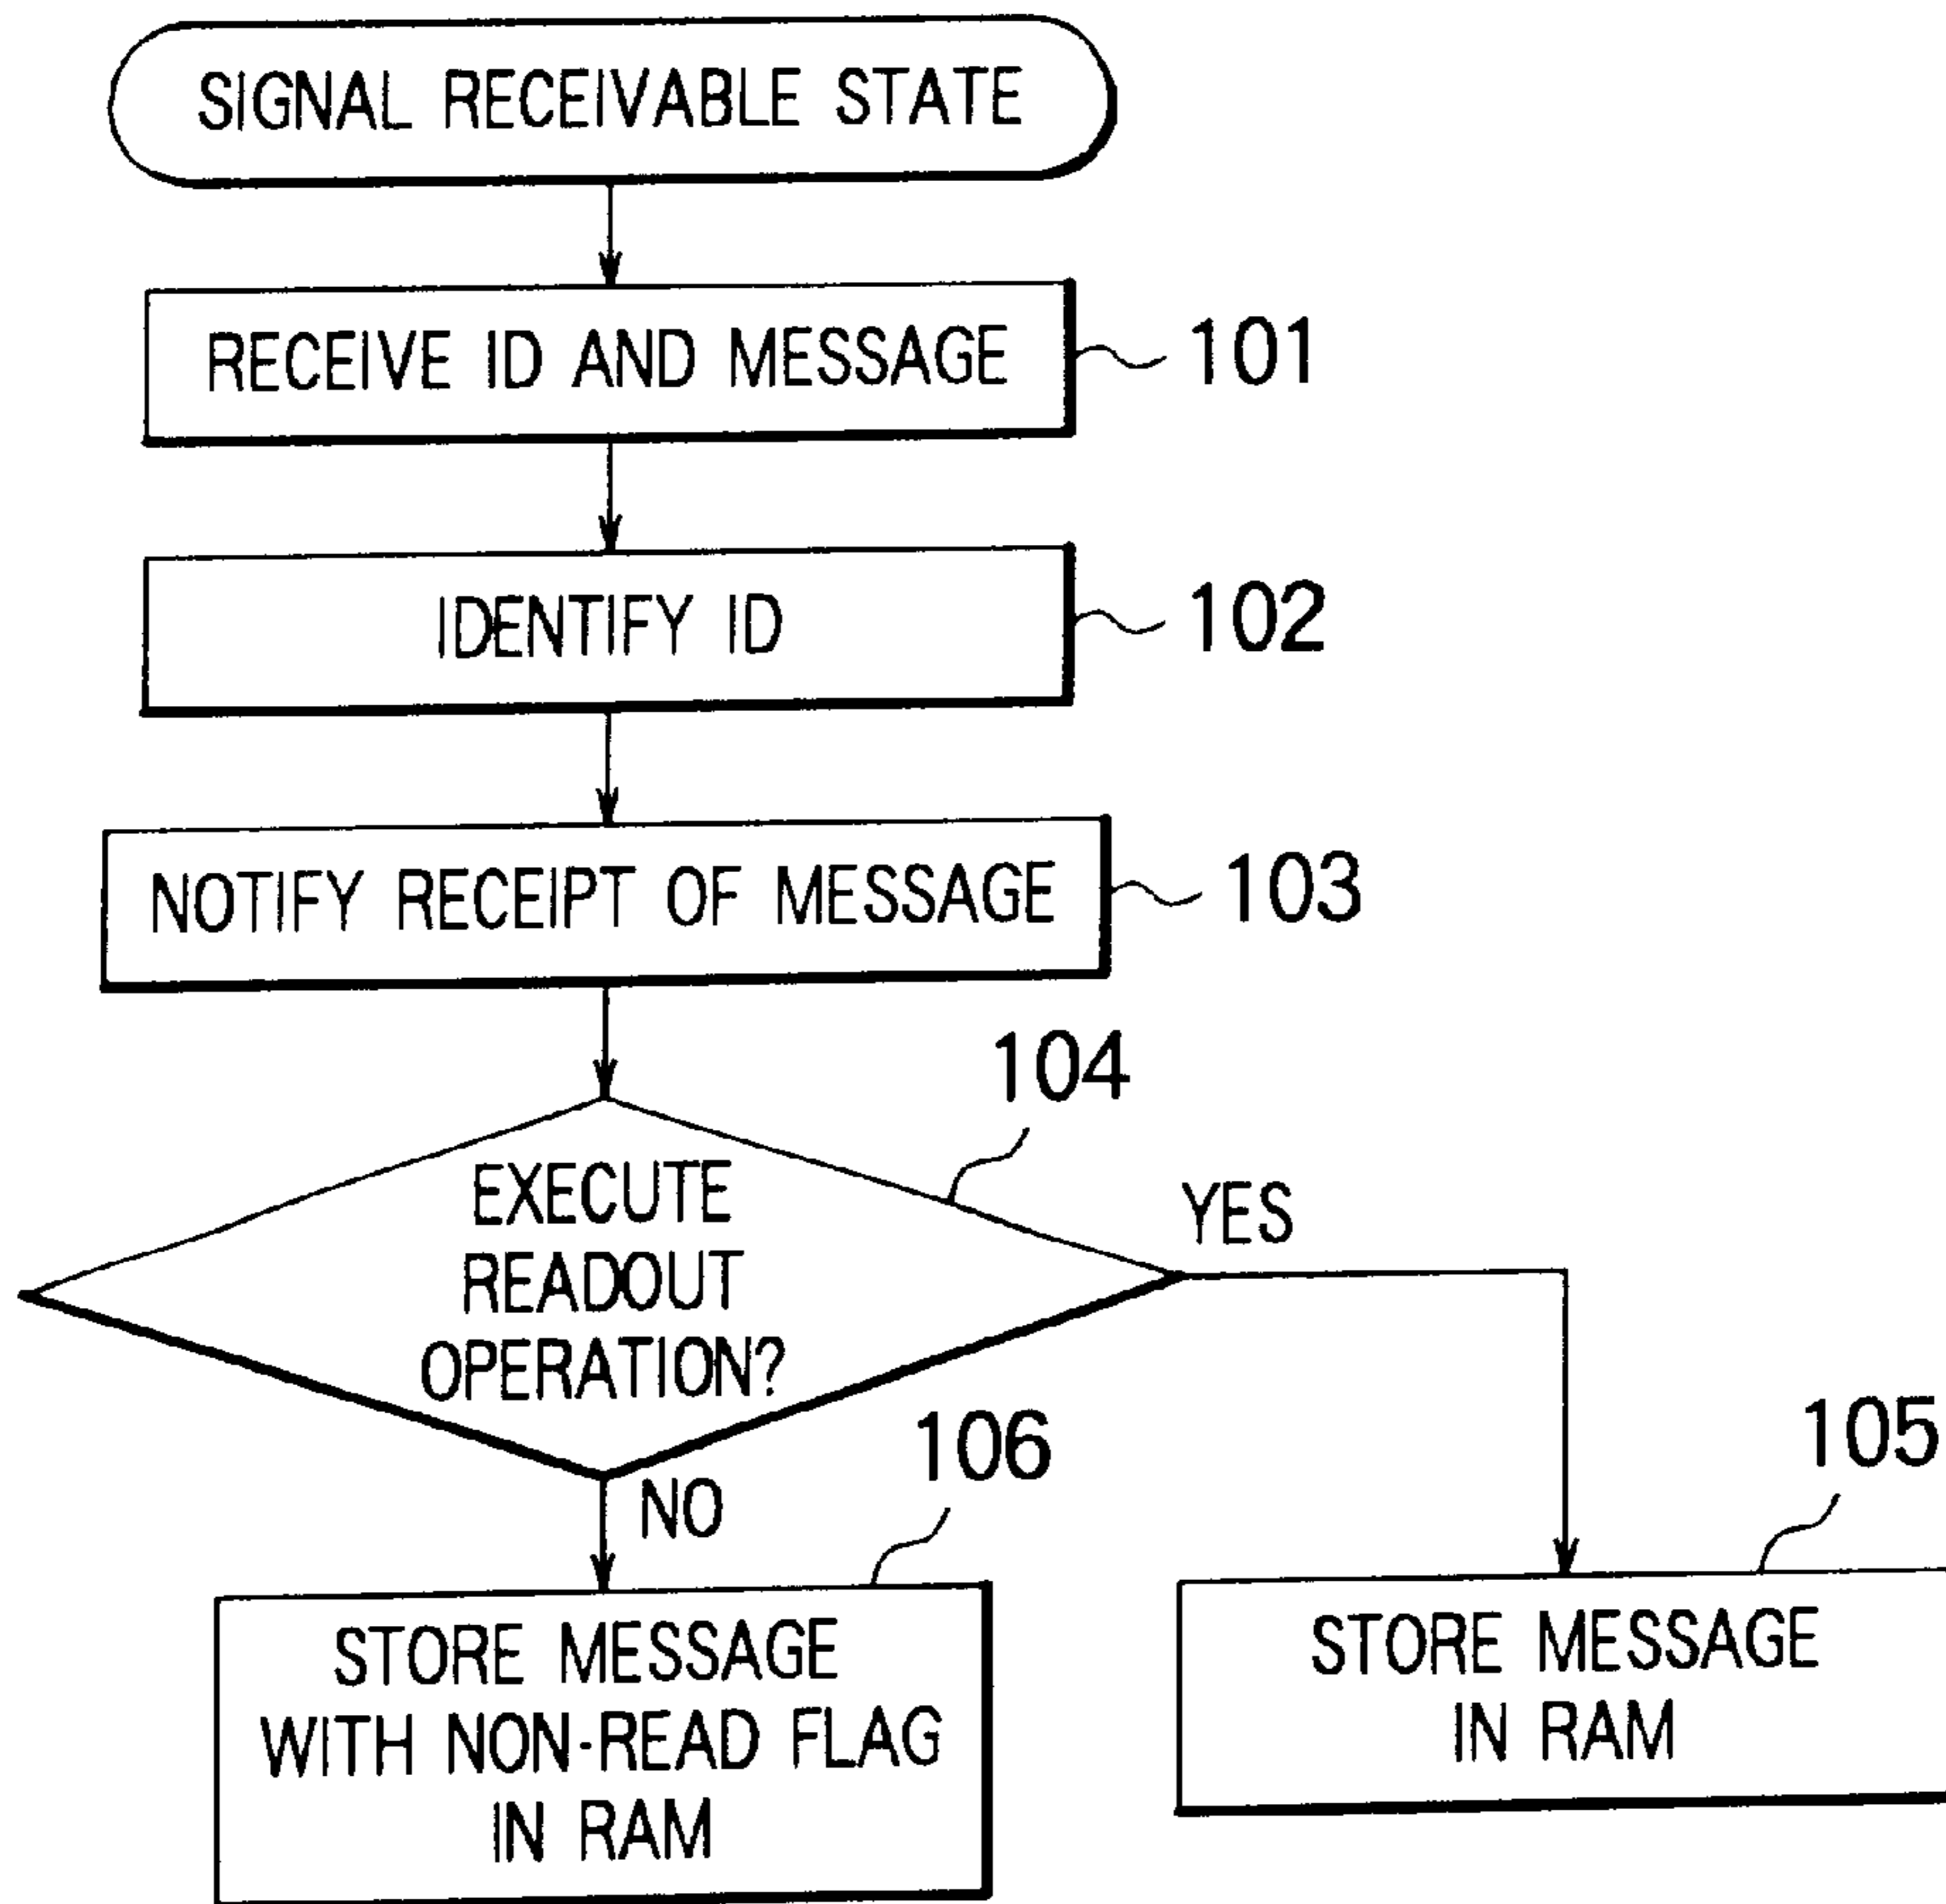 SIGNAL RECEIVABLE STATE
RECEIVE ID AND MESSAGE
101
IDENTIFY ID
102
NOTIFY RECEIPT OF MESSAGE
103
104
EXECUTE
READOUT
OPERATION?
YES
NO
106
105
STORE MESSAGE
WITH NON-READ FLAG
IN RAM
STORE MESSAGE
IN RAM